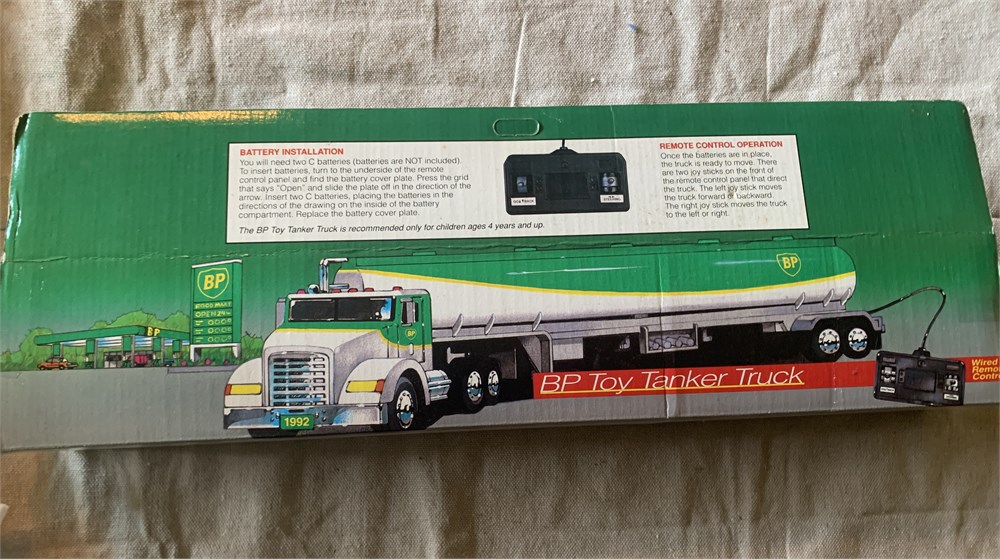 BATTERY INSTALLATION
You will need two C batteries (batteries are NOT included).
To insert batteries, turn to the underside of the remote
control panel and find the battery cover plate. Press the grid
that says "Open" and slide the plate off in the direction of the
arrow. Insert two C batteries, placing the batteries in the
directions of the drawing on the inside of the battery
compartment. Replace the battery cover plate.
The BP Toy Tanker Truck is recommended only for children ages 4 years and up.
REMOTE CONTROL OPERATION
Once the batteries are in place,
the truck is ready to move. There
are two joy sticks on the front of
the remote control panel that direct
the truck. The left joy stick moves
the truck forward or backward.
The right joy stick moves the truck
to the left or right.
BP
FOOD MART
OPEN 24
BP
BP
BP
1992
BP Toy Tanker Truck
Wired
Remo
Contr